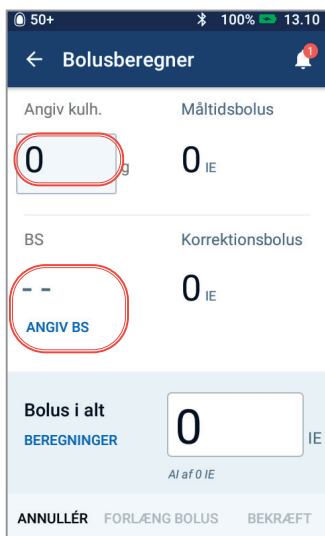 50+ 100% 13.10
Bolusberegner 1
Angiv kulh. Måltidsbolus
0 g 0 IE
BS Korrektionsbolus
-- 0 IE
ANGIV BS
Bolus i alt
BEREGNINGER 0 IE
AI af 0 IE
ANNULLÉR FORLÆNG BOLUS BEKRÆFT